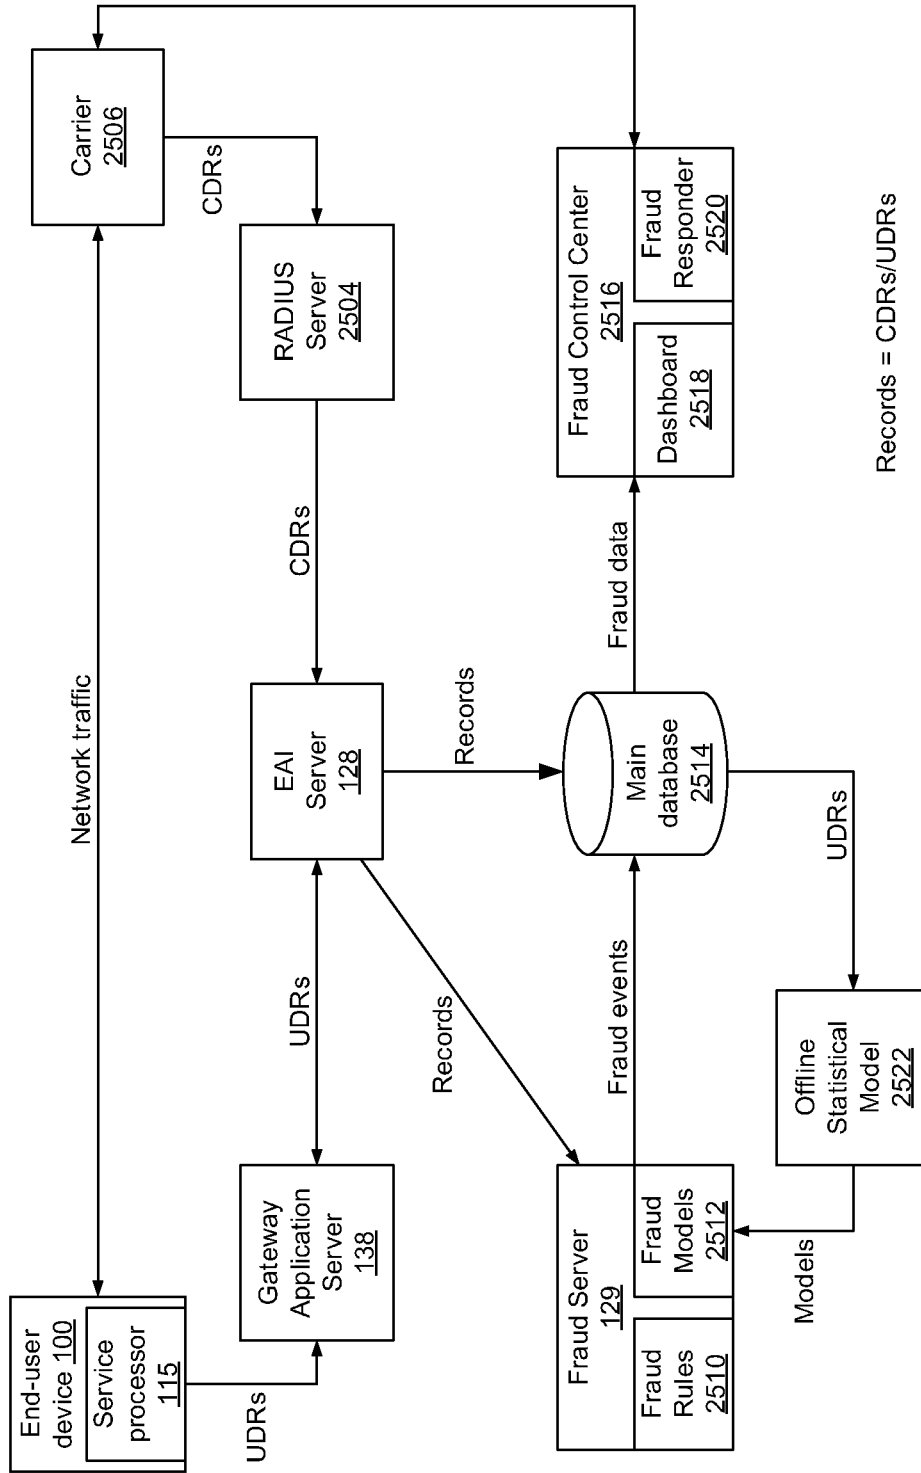 End-user
device 100
Service
processor
115
Network traffic
Carrier
2506
UDRs
CDRs
Gateway
Application
Server
138
UDRs
EAI
Server
128
CDRs
RADIUS
Server
2504
Records
Records
Fraud Server
129
Fraud
Rules
2510
Fraud
Models
2512
Fraud events
Main
database
2514
Fraud data
Fraud Control Center
2516
Dashboard
2518
Fraud
Responder
2520
Models
Offline
Statistical
Model
2522
UDRs
Records = CDRs/UDRs